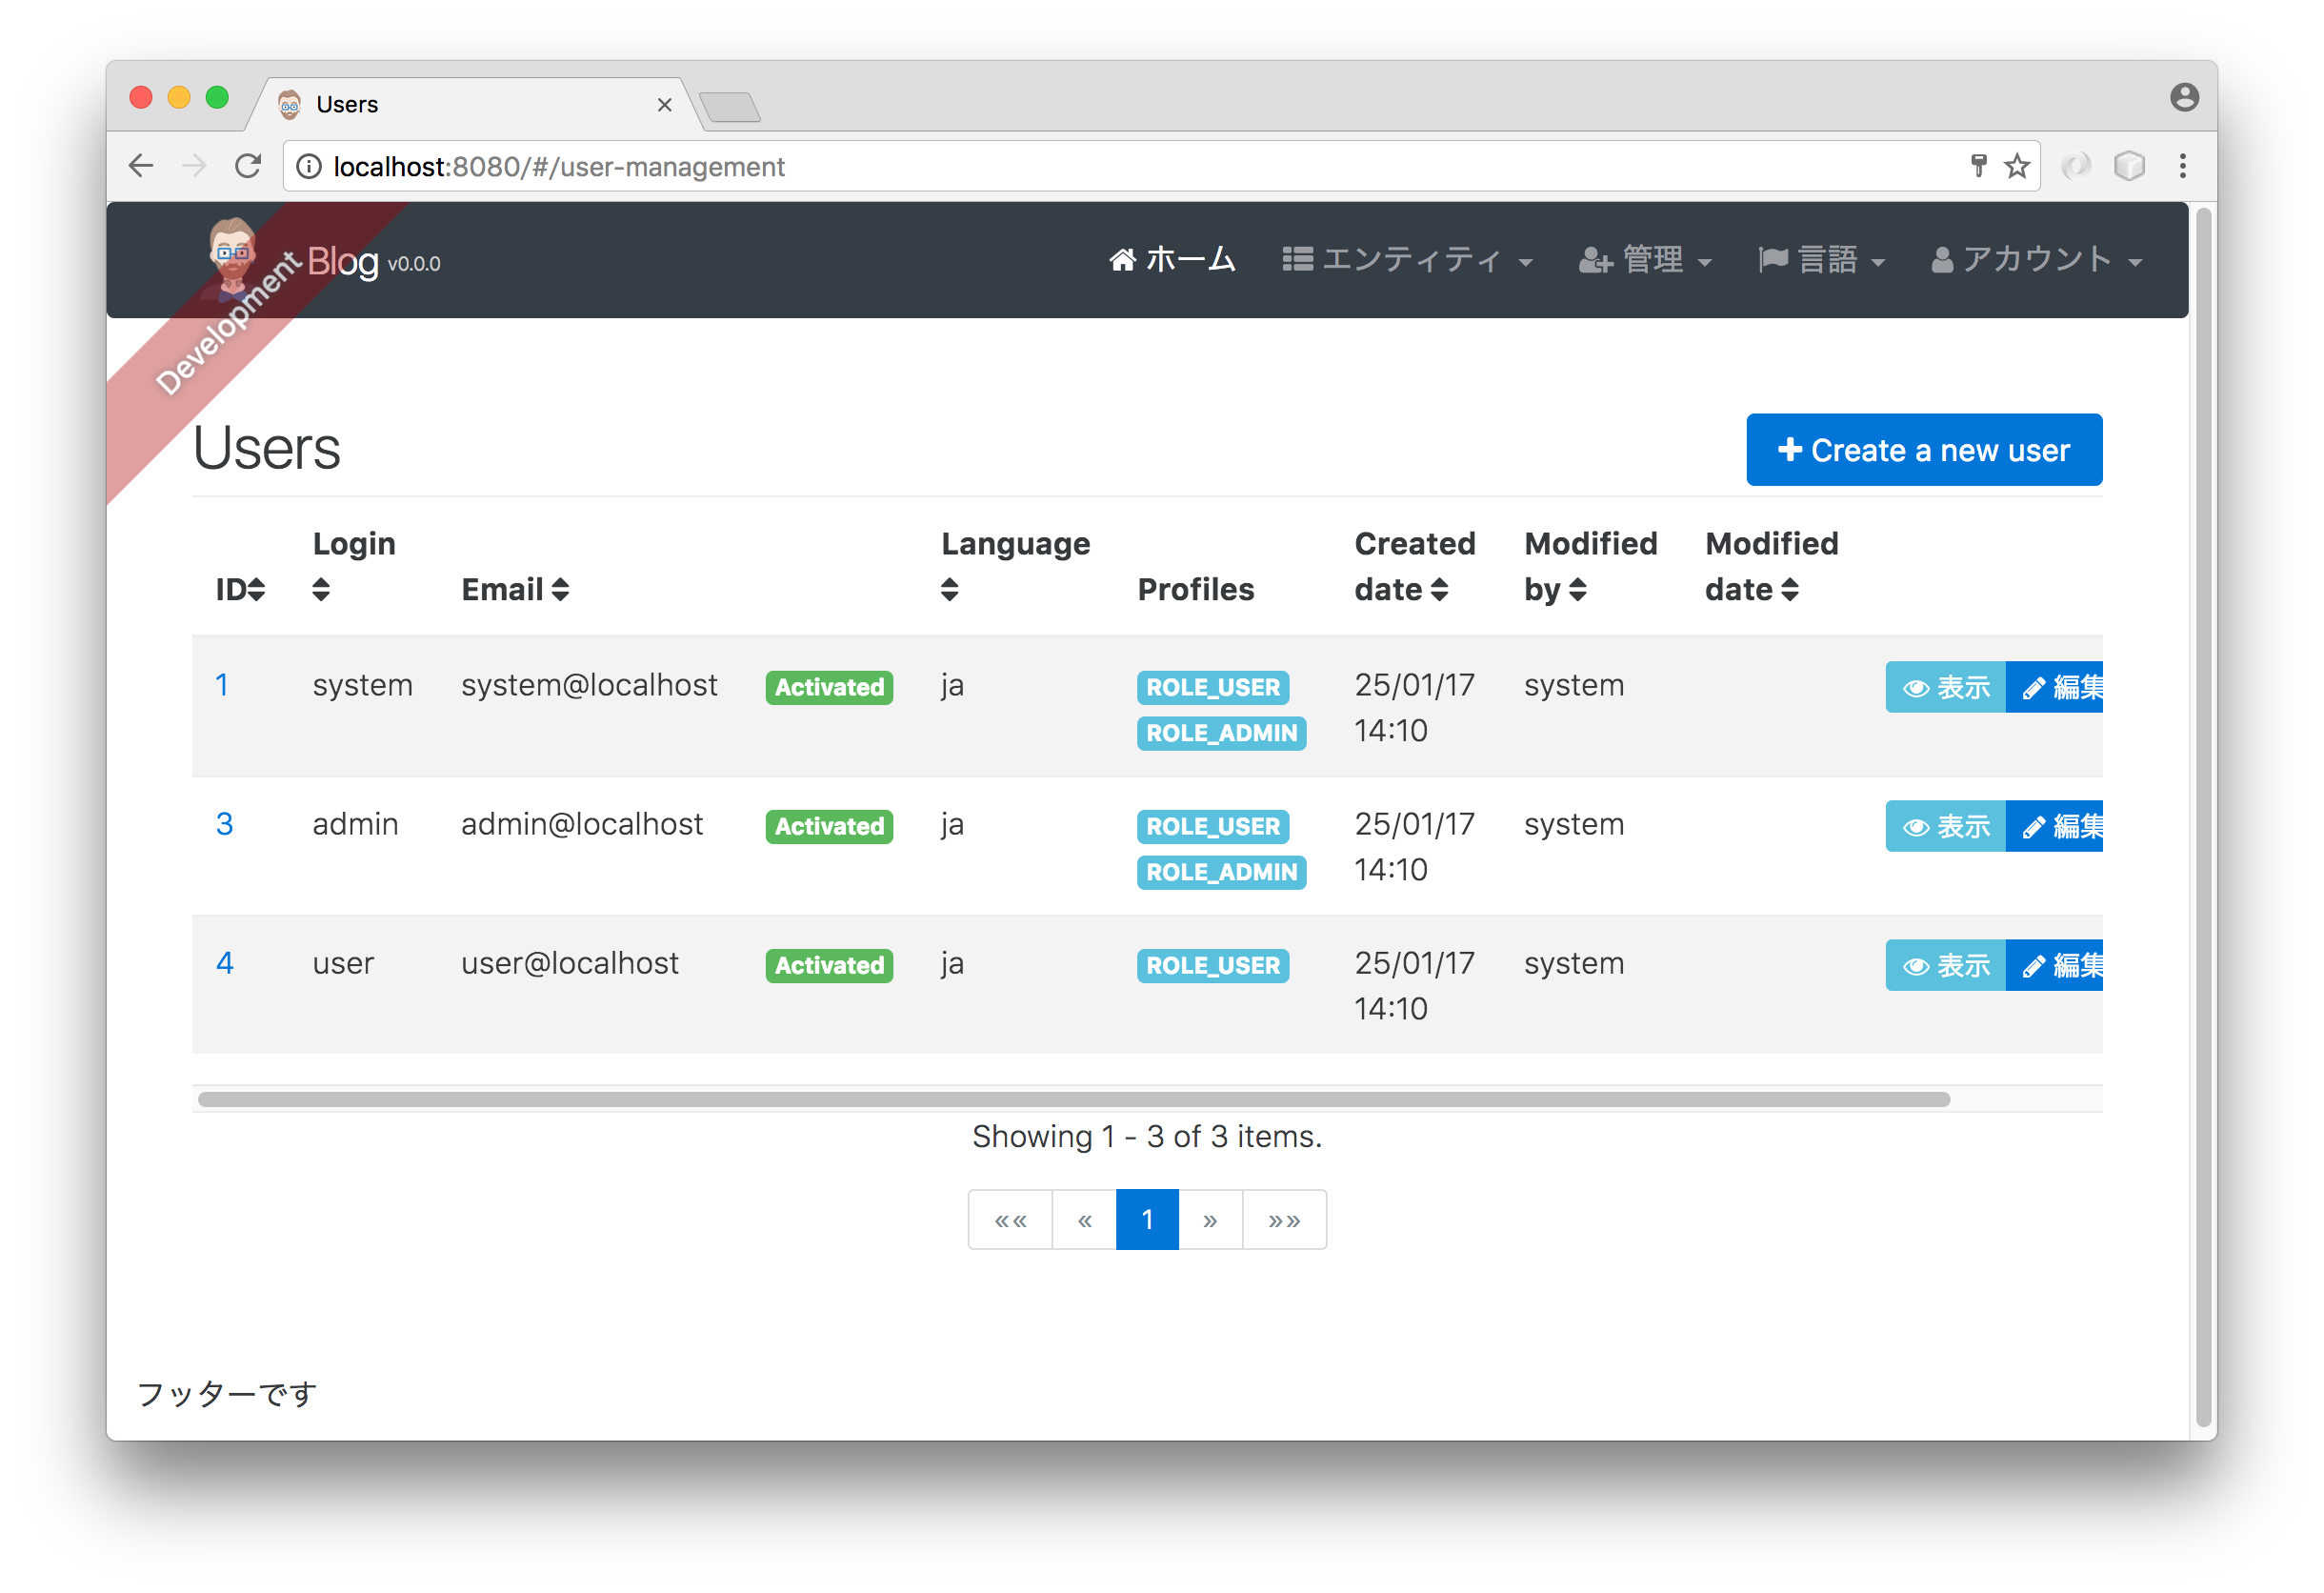 Users
localhost:8080/#/user-management
Development
Blog v0.0.0
ホーム エンティティ 管理 言語 アカウント
Users
Create a new user
ID Login Email Language Profiles Created date Modified by Modified date
1 system system@localhost Activated ja ROLE_USER ROLE_ADMIN 25/01/17 14:10 system 表示 編集
3 admin admin@localhost Activated ja ROLE_USER ROLE_ADMIN 25/01/17 14:10 system 表示 編集
4 user user@localhost Activated ja ROLE_USER 25/01/17 14:10 system 表示 編集
Showing 1 - 3 of 3 items.
«« « 1 » »»
フッターです